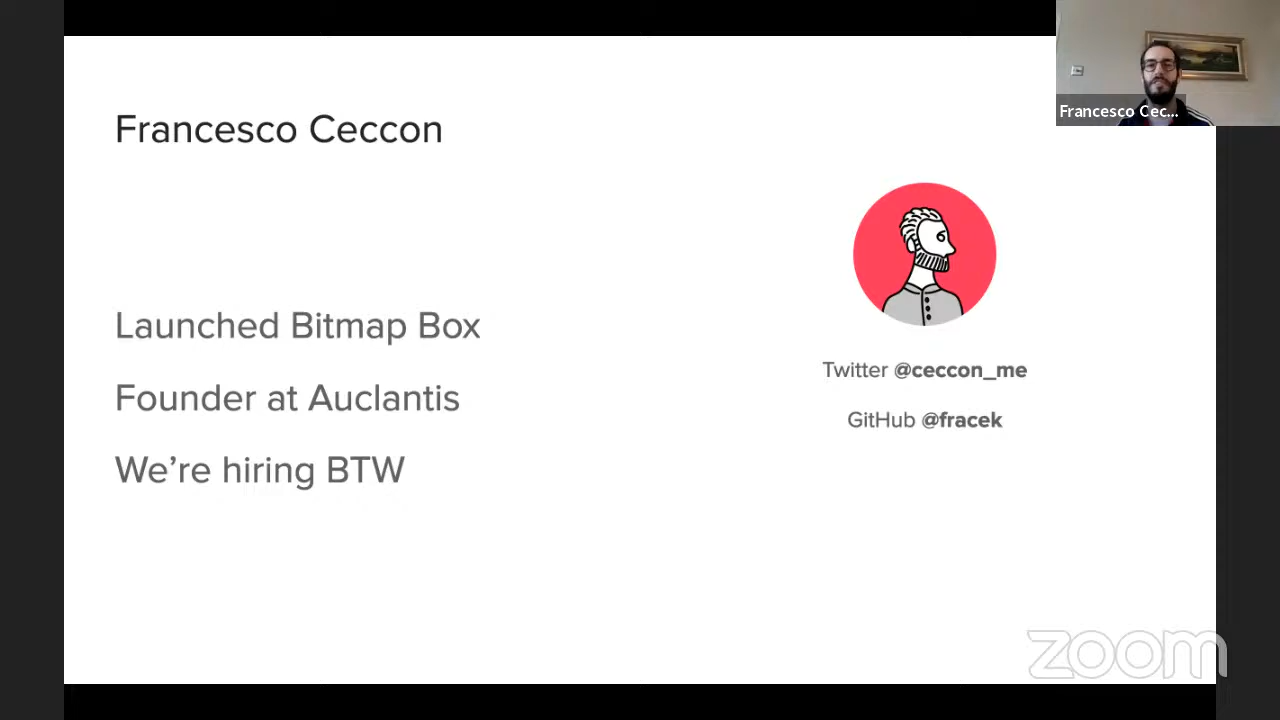 Francesco Ceccon
Launched Bitmap Box
Founder at Auclantis
We’re hiring BTW
Twitter @ceccon_me
GitHub @fracek
Francesco Cec...
zoom